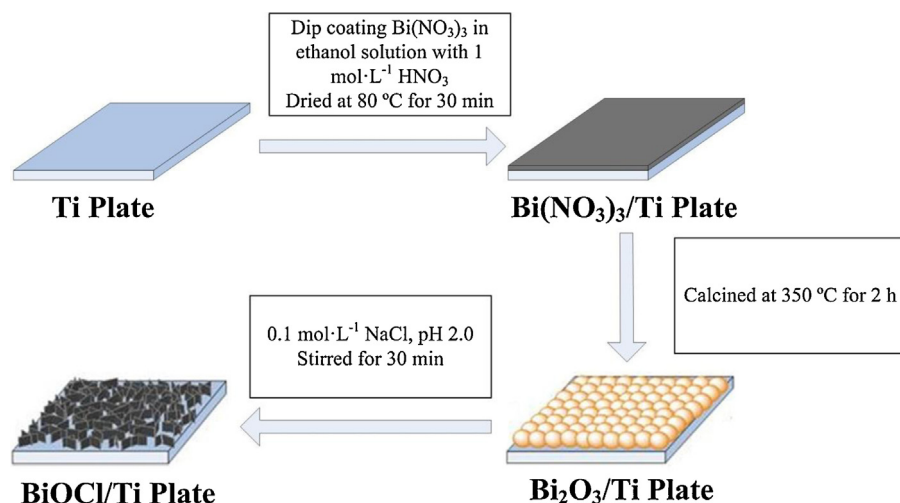 Dip coating Bi(NO₃)₃ in
ethanol solution with 1
mol·L⁻¹ HNO₃
Dried at 80 ºC for 30 min
Ti Plate
Bi(NO₃)₃/Ti Plate
Calcined at 350 ºC for 2 h
0.1 mol·L⁻¹ NaCl, pH 2.0
Stirred for 30 min
BiOCl/Ti Plate
Bi₂O₃/Ti Plate